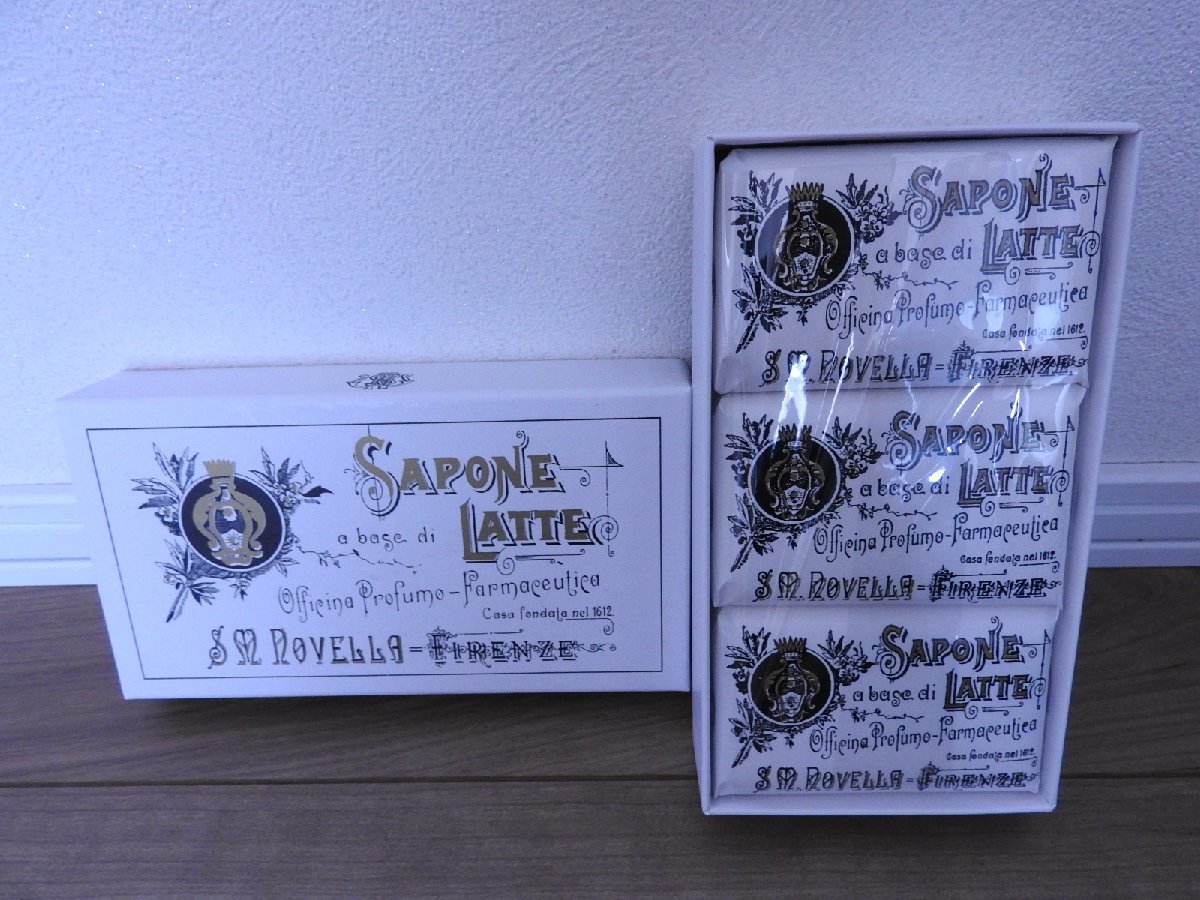 SAPONE
a base di LATTE
Officina Profumo-Farmaceutica
Casa fondata nel 1612.
S.M. NOVELLA = FIRENZE
SAPONE
a base di LATTE
Officina Profumo-Farmaceutica
Casa fondata nel 1612.
S.M. NOVELLA = FIRENZE
SAPONE
a base di LATTE
Officina Profumo-Farmaceutica
Casa fondata nel 1612.
S.M. NOVELLA = FIRENZE
SAPONE
a base di LATTE
Officina Profumo-Farmaceutica
Casa fondata nel 1612.
S.M. NOVELLA = FIRENZE